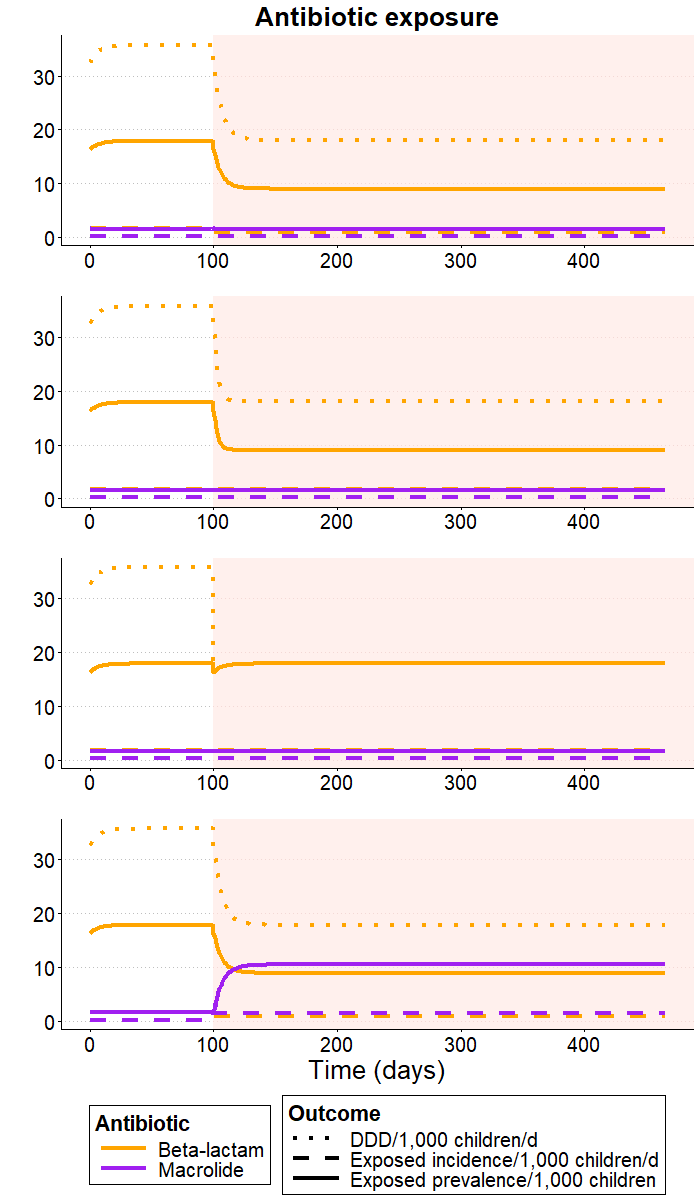 Antibiotic exposure
30
20
10
0
0 100 200 300 400
30
20
10
0
0 100 200 300 400
30
20
10
0
0 100 200 300 400
30
20
10
0
0 100 200 300 400
Time (days)
Antibiotic
Beta-lactam
Macrolide
Outcome
DDD/1,000 children/d
Exposed incidence/1,000 children/d
Exposed prevalence/1,000 children